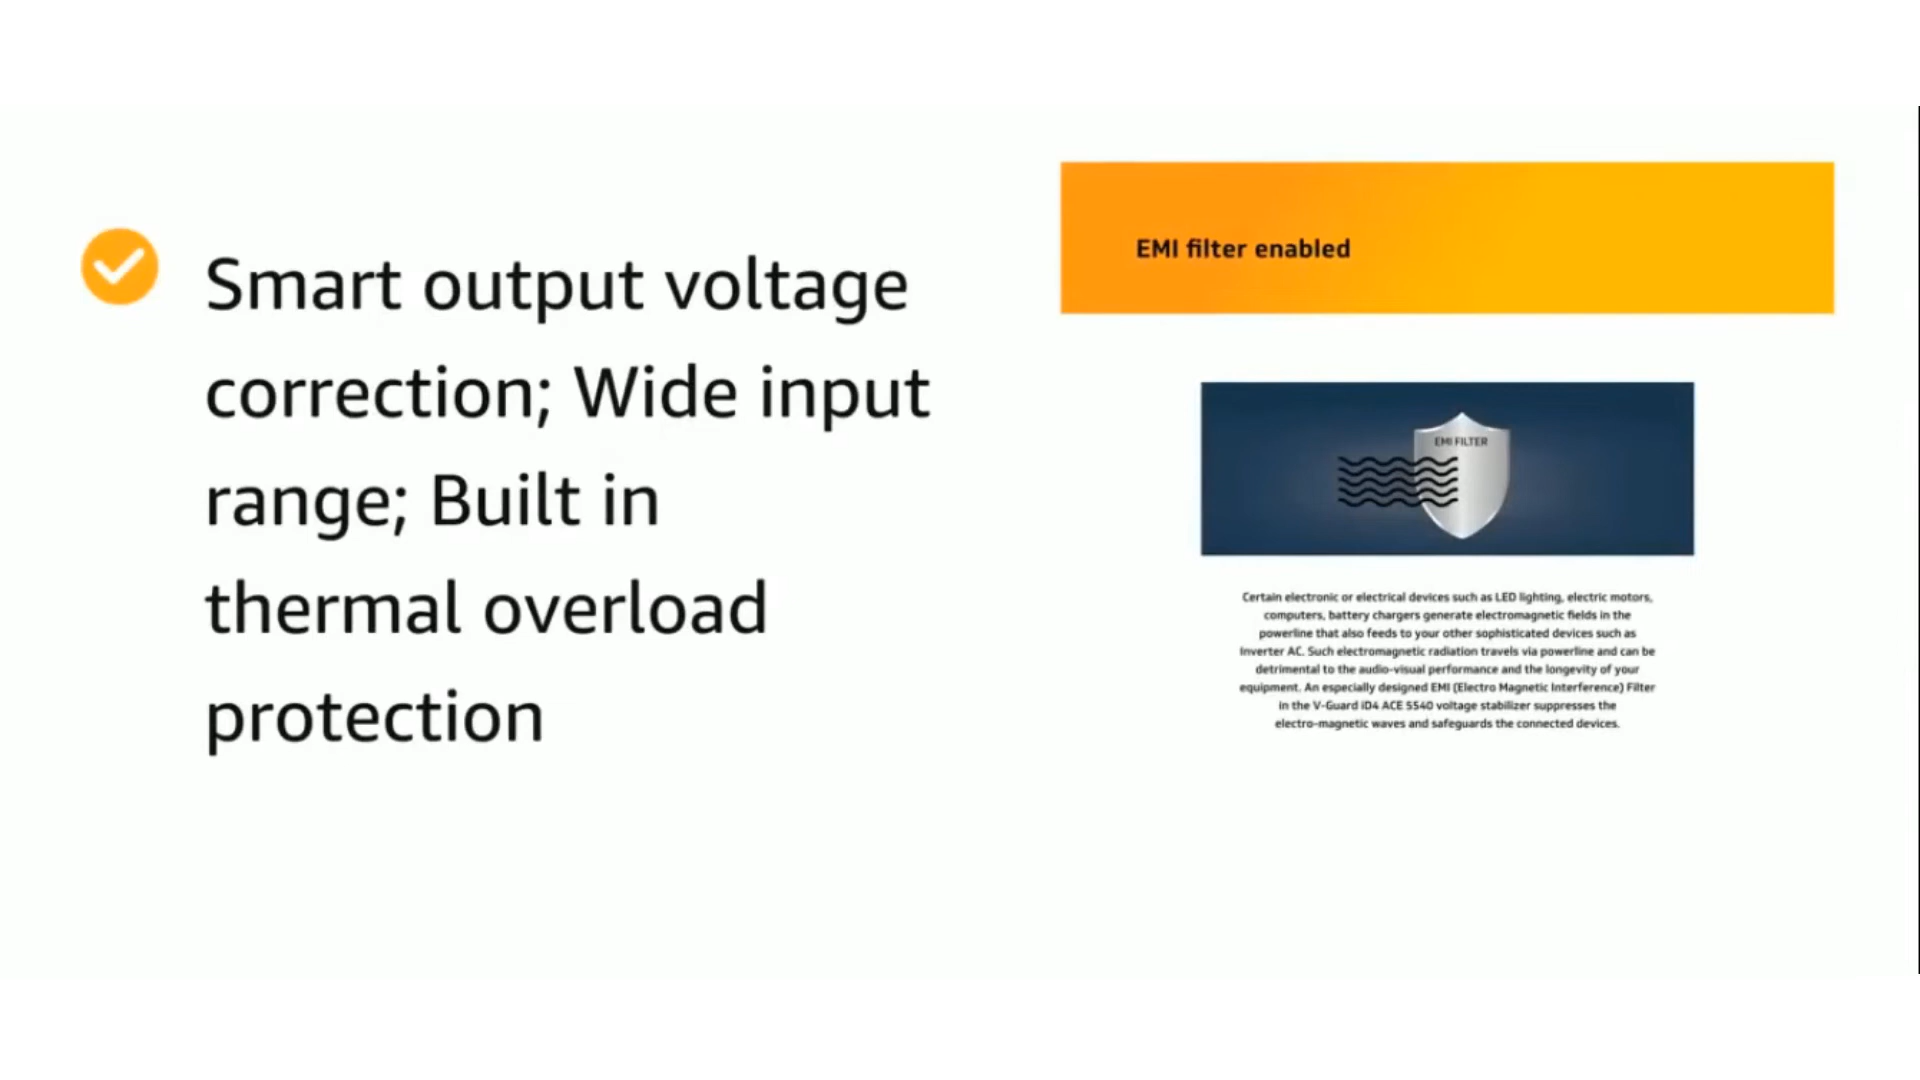 Smart output voltage
correction; Wide input
range; Built in
thermal overload
protection
EMI filter enabled
EMI FILTER
Certain electronic or electrical devices such as LED lighting, electric motors,
computers, battery chargers generate electromagnetic fields in the
powerline that also feeds to your other sophisticated devices such as
Inverter AC. Such electromagnetic radiation travels via powerline and can be
detrimental to the audio-visual performance and the longevity of your
equipment. An especially designed EMI (Electro Magnetic Interference) Filter
in the V-Guard iD4 ACE 5540 voltage stabilizer suppresses the
electro-magnetic waves and safeguards the connected devices.